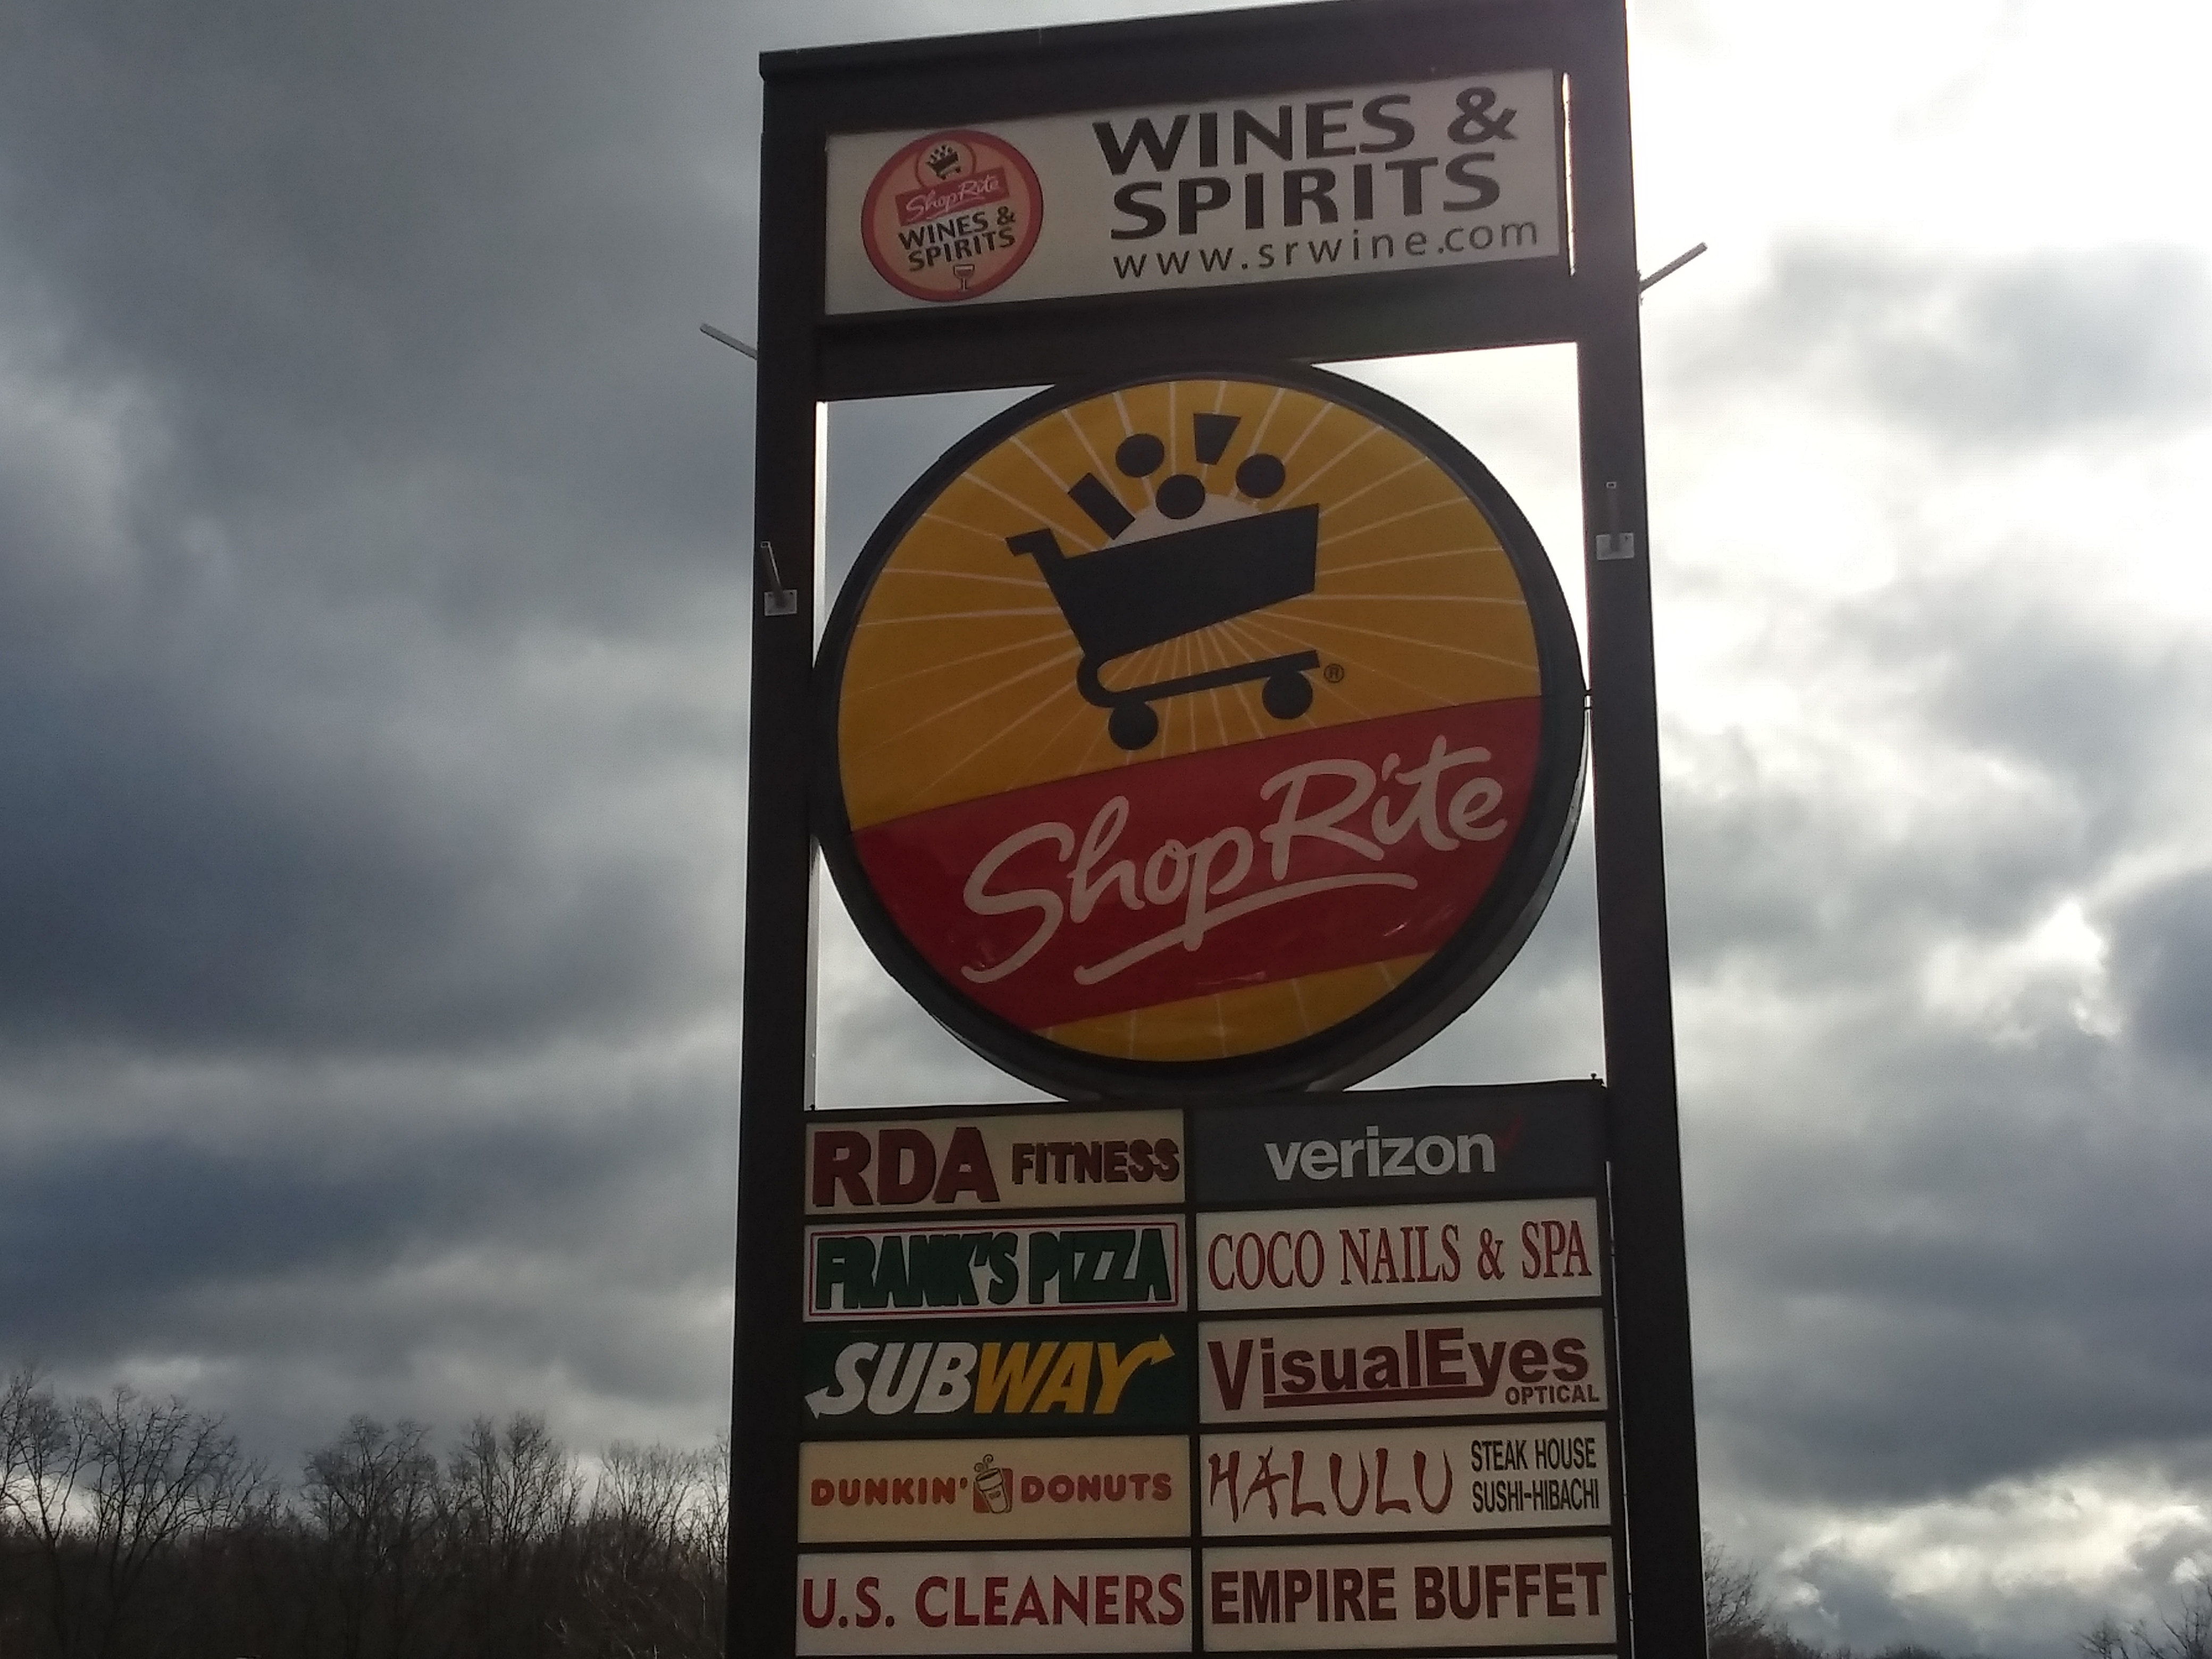 ShopRite
WINES &
SPIRITS
WINES &
SPIRITS
www.srwine.com
®
ShopRite
RDA FITNESS
verizon
FRANK'S PIZZA
COCO NAILS & SPA
SUBWAY
VisualEyes
OPTICAL
DUNKIN' DONUTS
HALULU
STEAK HOUSE
SUSHI-HIBACHI
U.S. CLEANERS
EMPIRE BUFFET